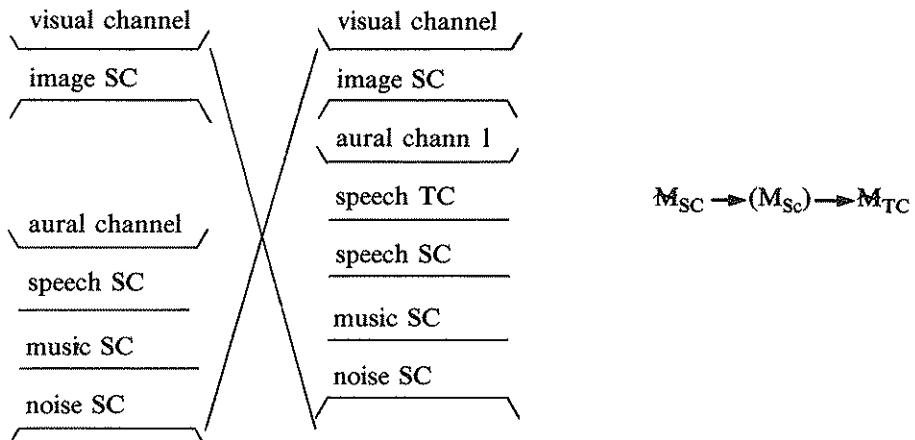 visual channel
image SC
aural channel
speech SC
music SC
noise SC
visual channel
image SC
aural chann l
speech TC
speech SC
music SC
noise SC
M_SC → (M_Sc) → M_TC